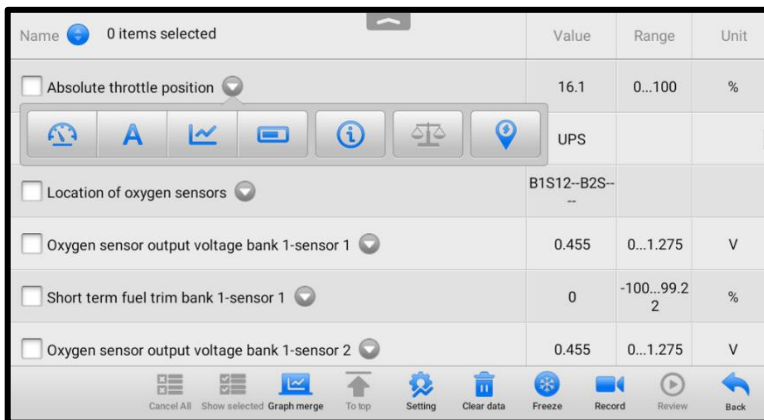 Name 0 items selected Value Range Unit
Absolute throttle position 16.1 0...100 %
A UPS
Location of oxygen sensors B1S12--B2S--
--
Oxygen sensor output voltage bank 1-sensor 1 0.455 0...1.275 V
Short term fuel trim bank 1-sensor 1 0 -100...99.2
2 %
Oxygen sensor output voltage bank 1-sensor 2 0.455 0...1.275 V
Cancel All Show selected Graph merge To top Setting Clear data Freeze Record Review Back